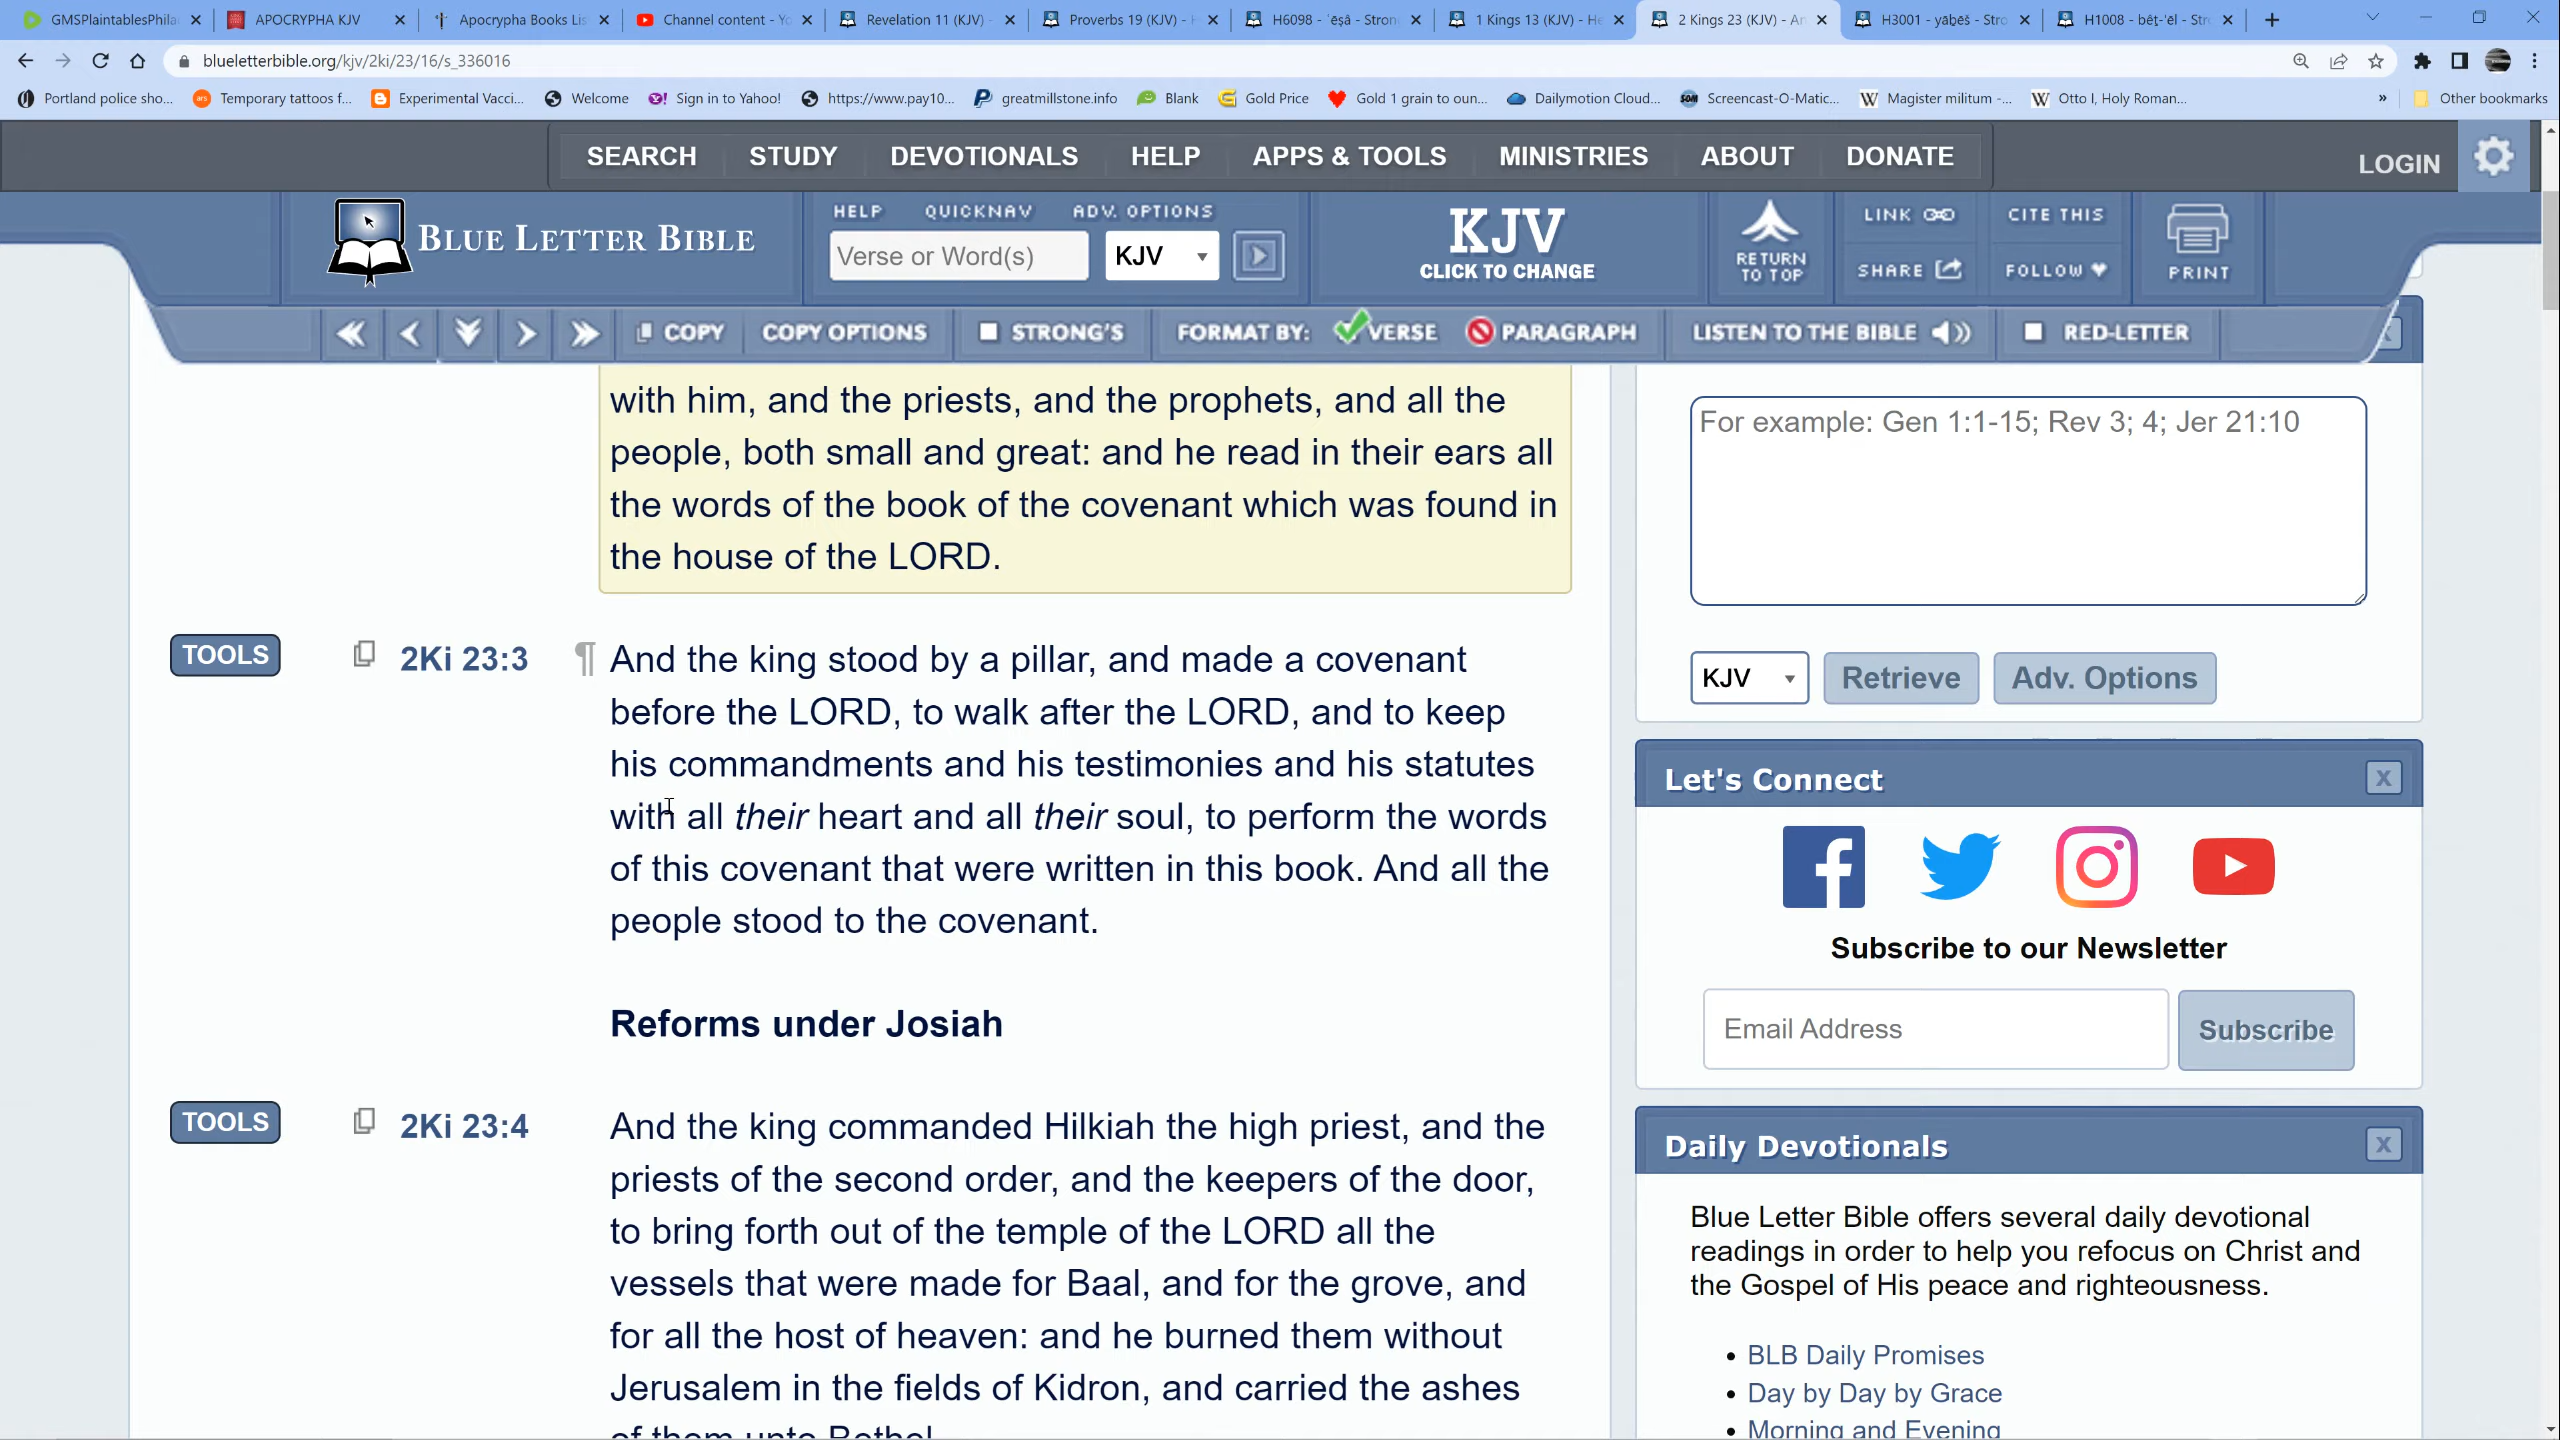 GMSPlaintablesPhila
APOCRYPHA KJV
Apocrypha Books Lis
Channel content - Yo
Revelation 11 (KJV) -
Proverbs 19 (KJV) -
H6098 - ʿēṣâ - Stron
1 Kings 13 (KJV) - He
2 Kings 23 (KJV) - An
H3001 - yāḇēš - Stro
H1008 - bêṯ-'ēl - Str
blueletterbible.org/kjv/2ki/23/16/s_336016
Portland police sho...
Temporary tattoos f...
Experimental Vacci...
Welcome
Sign in to Yahoo!
https://www.pay10...
greatmillstone.info
Blank
Gold Price
Gold 1 grain to oun...
Dailymotion Cloud...
Screencast-O-Matic...
Magister militum -...
Otto I, Holy Roman...
»
Other bookmarks
SEARCH
STUDY
DEVOTIONALS
HELP
APPS & TOOLS
MINISTRIES
ABOUT
DONATE
LOGIN
BLUE LETTER BIBLE
HELP
QUICKNAV
ADV. OPTIONS
Verse or Word(s)
KJV
KJV
CLICK TO CHANGE
RETURN
TO TOP
LINK
CITE THIS
SHARE
FOLLOW
PRINT
COPY
COPY OPTIONS
STRONG'S
FORMAT BY:
VERSE
PARAGRAPH
LISTEN TO THE BIBLE
RED-LETTER
with him, and the priests, and the prophets, and all the
people, both small and great: and he read in their ears all
the words of the book of the covenant which was found in
the house of the LORD.
TOOLS
2Ki 23:3
¶ And the king stood by a pillar, and made a covenant
before the LORD, to walk after the LORD, and to keep
his commandments and his testimonies and his statutes
with all their heart and all their soul, to perform the words
of this covenant that were written in this book. And all the
people stood to the covenant.
Reforms under Josiah
TOOLS
2Ki 23:4
And the king commanded Hilkiah the high priest, and the
priests of the second order, and the keepers of the door,
to bring forth out of the temple of the LORD all the
vessels that were made for Baal, and for the grove, and
for all the host of heaven: and he burned them without
Jerusalem in the fields of Kidron, and carried the ashes
of them unto Bethel
For example: Gen 1:1-15; Rev 3; 4; Jer 21:10
KJV
Retrieve
Adv. Options
Let's Connect
X
Subscribe to our Newsletter
Email Address
Subscribe
Daily Devotionals
X
Blue Letter Bible offers several daily devotional
readings in order to help you refocus on Christ and
the Gospel of His peace and righteousness.
• BLB Daily Promises
• Day by Day by Grace
• Morning and Evening